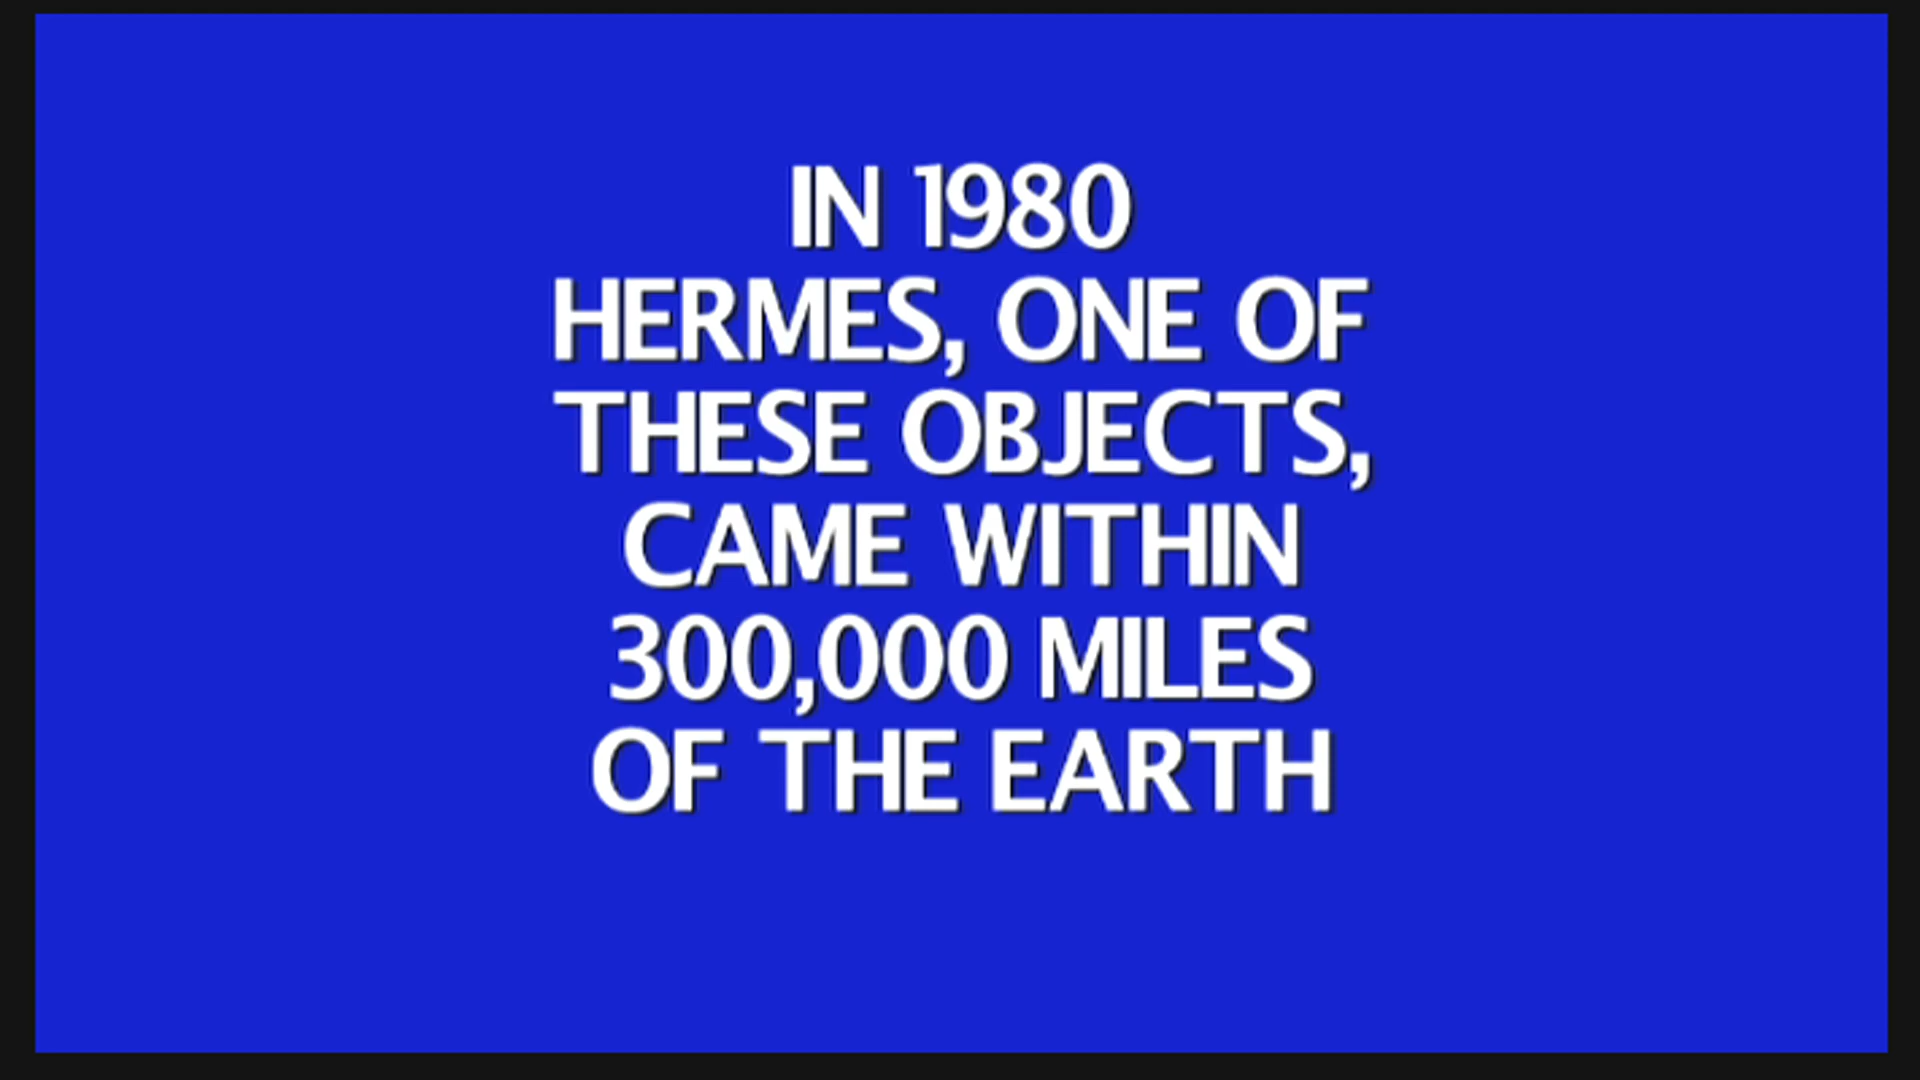 IN 1980
HERMES, ONE OF
THESE OBJECTS,
CAME WITHIN
300,000 MILES
OF THE EARTH